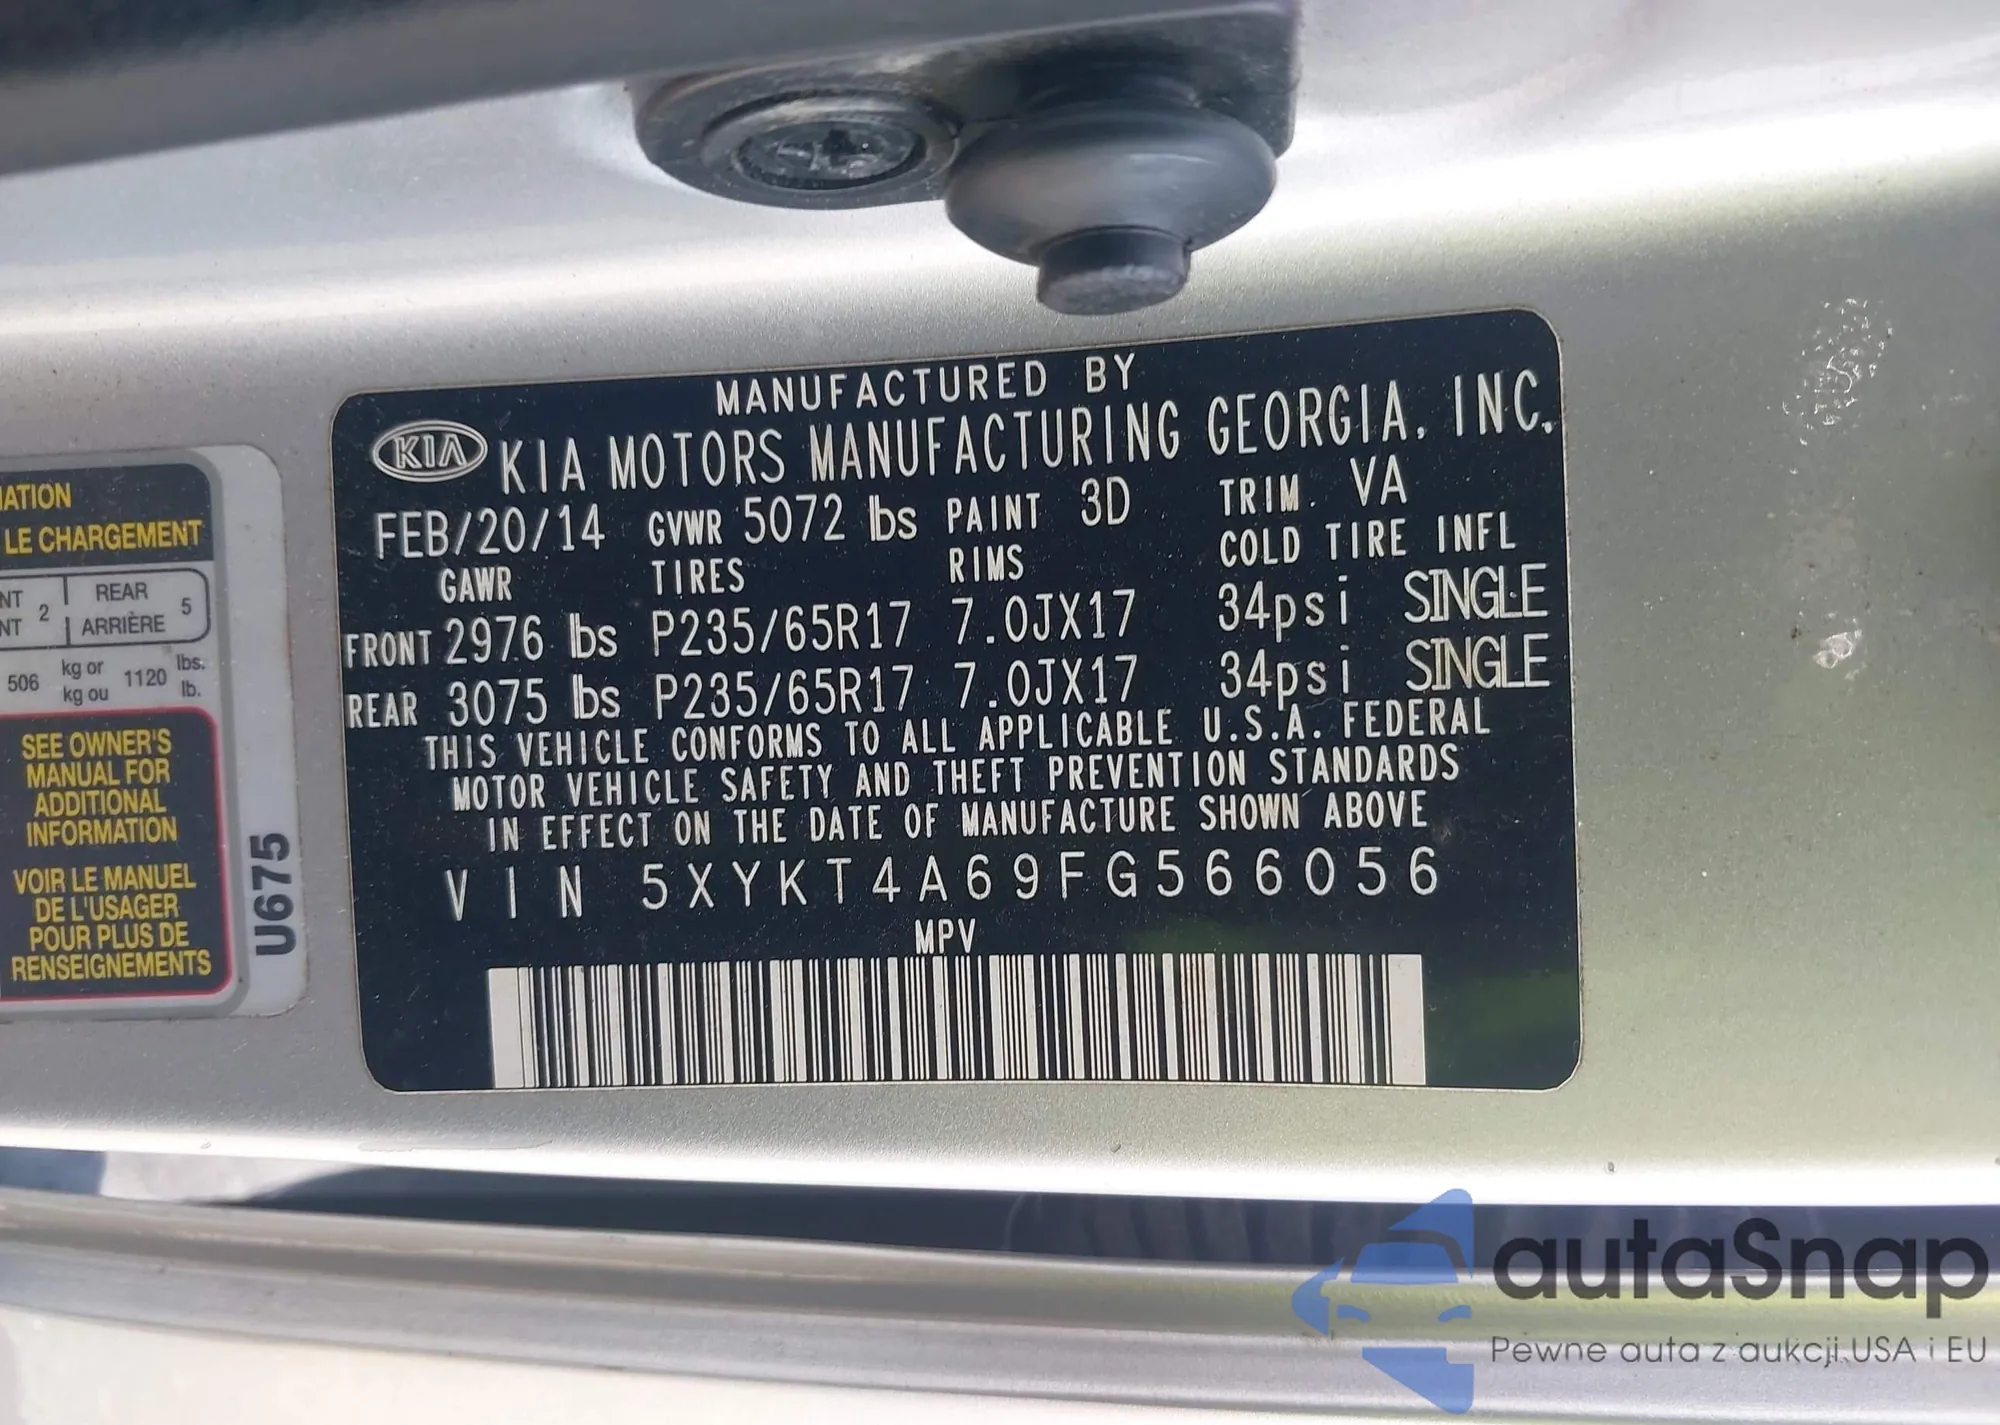 MANUFACTURED BY
KIA KIA MOTORS MANUFACTURING GEORGIA, INC.
FEB/20/14 GVWR 5072 lbs PAINT 3D TRIM. VA
GAWR TIRES RIMS COLD TIRE INFL
FRONT 2976 lbs P235/65R17 7.0JX17 34psi SINGLE
REAR 3075 lbs P235/65R17 7.0JX17 34psi SINGLE
THIS VEHICLE CONFORMS TO ALL APPLICABLE U.S.A. FEDERAL
MOTOR VEHICLE SAFETY AND THEFT PREVENTION STANDARDS
IN EFFECT ON THE DATE OF MANUFACTURE SHOWN ABOVE
VIN 5XYKT4A69FG566056
MPV
LE CHARGEMENT
2 REAR 5
ARRIÈRE
506 kg or 1120 lbs.
kg ou lb.
SEE OWNER'S
MANUAL FOR
ADDITIONAL
INFORMATION
VOIR LE MANUEL
DE L'USAGER
POUR PLUS DE
RENSEIGNEMENTS
U675
autaSnap
Pewne auta z aukcji USA i EU